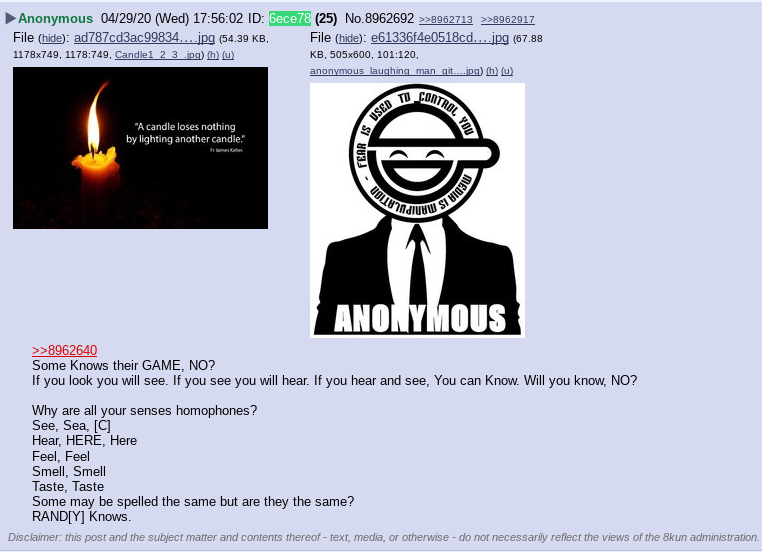 ▶Anonymous 04/29/20 (Wed) 17:56:02 ID: 6ece78 (25) No.8962692 >>8962713 >>8962917
File (hide): ad787cd3ac99834….jpg (54.39 KB, 1178x749, 1178:749, Candle1_2_3_.jpg) (h) (u)
“A candle loses nothing
by lighting another candle.”
Fr James Keller.
File (hide): e61336f4e0518cd….jpg (67.88
KB, 505x600, 101:120,
anonymous_laughing_man_git….jpg) (h) (u)
FEAR IS USED TO CONTROL YOU - MEDIA IS MANIPULATION -
ANONYMOUS
>>8962640
Some Knows their GAME, NO?
If you look you will see. If you see you will hear. If you hear and see, You can Know. Will you know, NO?
Why are all your senses homophones?
See, Sea, [C]
Hear, HERE, Here
Feel, Feel
Smell, Smell
Taste, Taste
Some may be spelled the same but are they the same?
RAND[Y] Knows.
Disclaimer: this post and the subject matter and contents thereof - text, media, or otherwise - do not necessarily reflect the views of the 8kun administration.